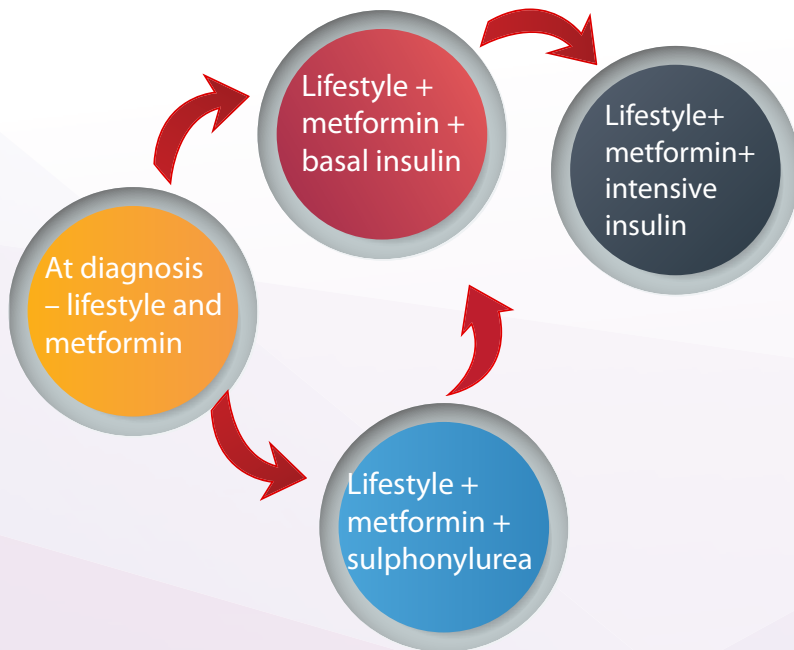 At diagnosis
– lifestyle and
metformin
Lifestyle +
metformin +
basal insulin
Lifestyle+
metformin+
intensive
insulin
Lifestyle +
metformin +
sulphonylurea